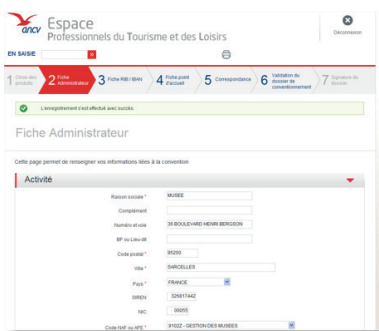 ancv
Espace
Professionnels du Tourisme et des Loisirs
Déconnexion
EN SAISIE
1 Choix des produits
2 Fiche Administrateur
3 Fiche RIB / IBAN
4 Fiche point d'accueil
5 Correspondance
6 Validation du dossier de conventionnement
7 Signature du dossier
L'enregistrement s'est effectué avec succès.
Fiche Administrateur
Cette page permet de renseigner vos informations liées à la convention
Activité
Raison sociale * MUSEE
Complément
Numéro et voie 30 BOULEVARD HENRI BERGSON
BP ou Lieu-dit
Code postal * 95200
Ville * SARCELLES
Pays * FRANCE
SIREN 325817442
NIC 00055
Code NAF ou APE * 9102Z - GESTION DES MUSEES